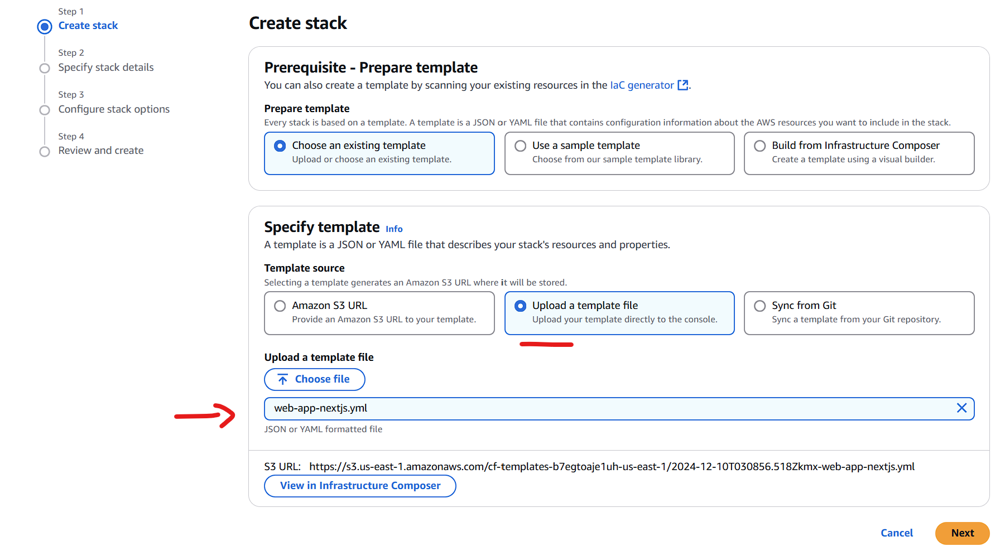 Step 1
Create stack
Step 2
Specify stack details
Step 3
Configure stack options
Step 4
Review and create
Create stack
Prerequisite - Prepare template
You can also create a template by scanning your existing resources in the IaC generator.
Prepare template
Every stack is based on a template. A template is a JSON or YAML file that contains configuration information about the AWS resources you want to include in the stack.
Choose an existing template
Upload or choose an existing template.
Use a sample template
Choose from our sample template library.
Build from Infrastructure Composer
Create a template using a visual builder.
Specify template Info
A template is a JSON or YAML file that describes your stack's resources and properties.
Template source
Selecting a template generates an Amazon S3 URL where it will be stored.
Amazon S3 URL
Provide an Amazon S3 URL to your template.
Upload a template file
Upload your template directly to the console.
Sync from Git
Sync a template from your Git repository.
Upload a template file
Choose file
web-app-nextjs.yml
JSON or YAML formatted file
S3 URL: https://s3.us-east-1.amazonaws.com/cf-templates-b7egtoaje1uh-us-east-1/2024-12-10T030856.518Zkmx-web-app-nextjs.yml
View in Infrastructure Composer
Cancel
Next